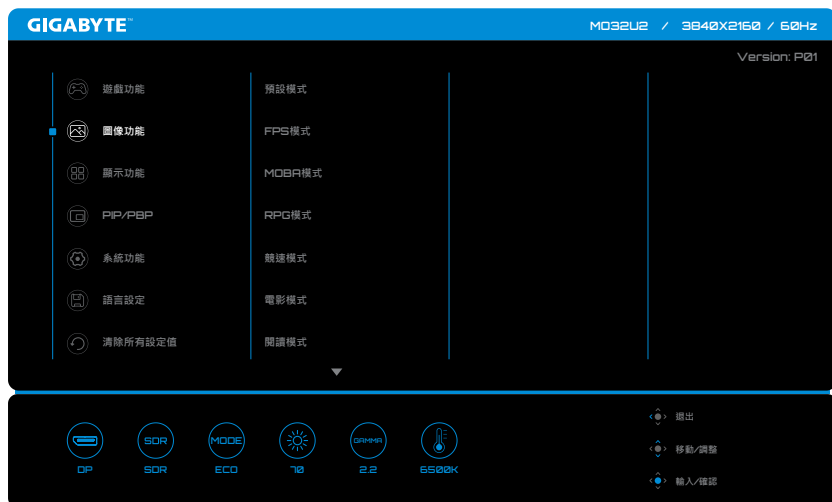 GIGABYTE™
MO32U2 / 3840X2160 / 60Hz
Version: P01
遊戲功能
圖像功能
顯示功能
PIP/PBP
系統功能
語言設定
清除所有設定值
預設模式
FPS模式
MOBA模式
RPG模式
競速模式
電影模式
閱讀模式
DP
SDR
SDR
MODE
ECO
70
GAMMA
2.2
6500K
退出
移動/調整
輸入/確認